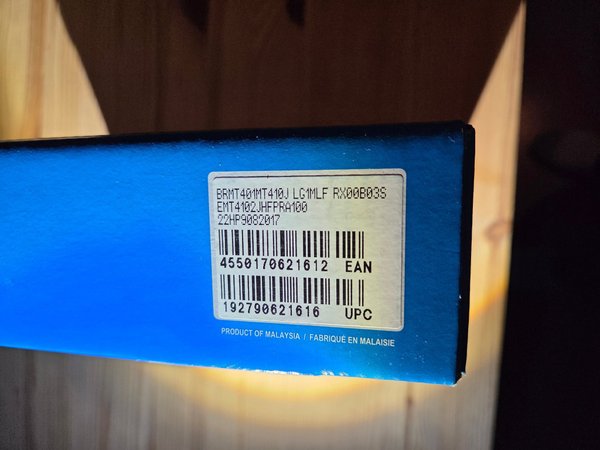 BRMT401MT410J LG1MLF RX00B03S
EMT4102JHFPRA100
22HP9082017
4550170621612 EAN
192790621616 UPC
PRODUCT OF MALAYSIA / FABRIQUÉ EN MALAISIE